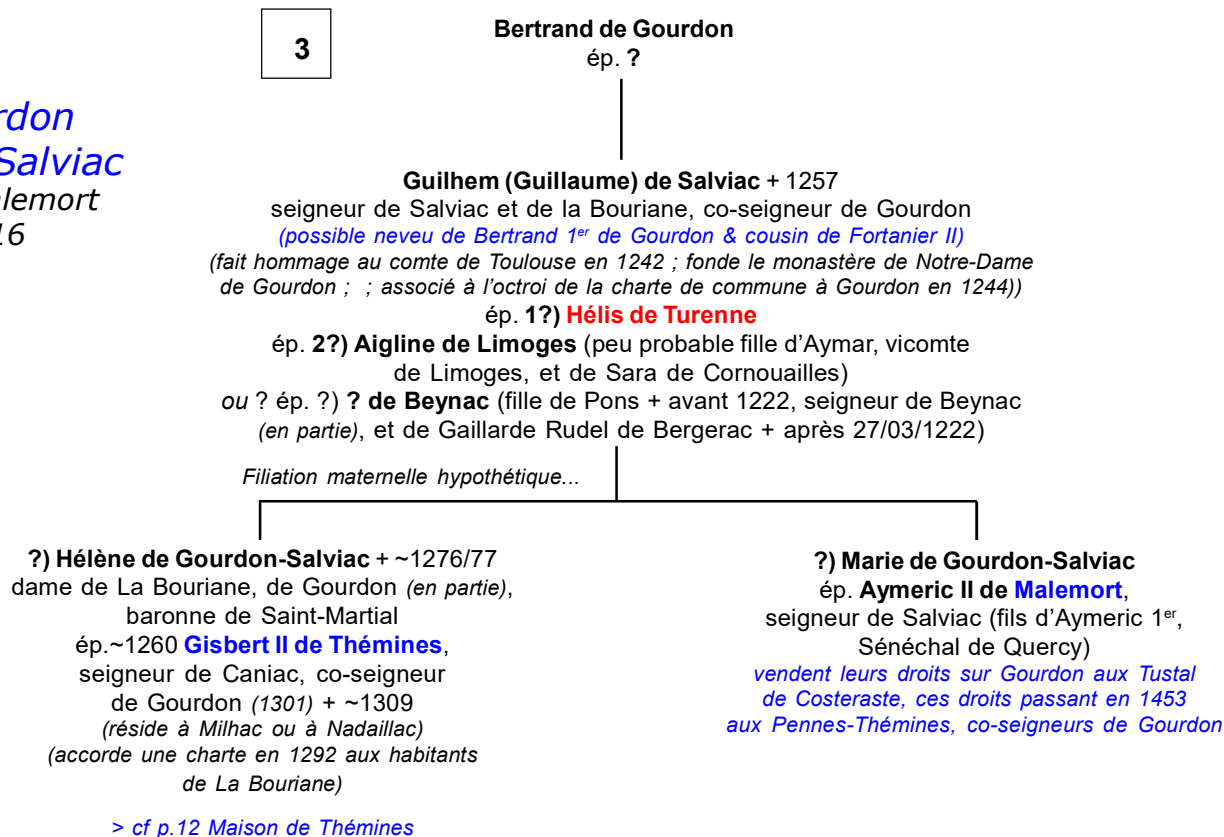 3
Bertrand de Gourdon
ép. ?
rdon
Salviac
alemort
16
Guilhem (Guillaume) de Salviac + 1257
seigneur de Salviac et de la Bouriane, co-seigneur de Gourdon
(possible neveu de Bertrand 1er de Gourdon & cousin de Fortanier II)
(fait hommage au comte de Toulouse en 1242 ; fonde le monastère de Notre-Dame
de Gourdon ; ; associé à l'octroi de la charte de commune à Gourdon en 1244))
ép. 1?) Hélis de Turenne
ép. 2?) Aigline de Limoges (peu probable fille d'Aymar, vicomte
de Limoges, et de Sara de Cornouailles)
ou ? ép. ?) ? de Beynac (fille de Pons + avant 1222, seigneur de Beynac
(en partie), et de Gaillarde Rudel de Bergerac + après 27/03/1222)
Filiation maternelle hypothétique...
?) Hélène de Gourdon-Salviac + ~1276/77
dame de La Bouriane, de Gourdon (en partie),
baronne de Saint-Martial
ép.~1260 Gisbert II de Thémines,
seigneur de Caniac, co-seigneur
de Gourdon (1301) + ~1309
(réside à Milhac ou à Nadaillac)
(accorde une charte en 1292 aux habitants
de La Bouriane)
> cf p.12 Maison de Thémines
?) Marie de Gourdon-Salviac
ép. Aymeric II de Malemort,
seigneur de Salviac (fils d'Aymeric 1er,
Sénéchal de Quercy)
vendent leurs droits sur Gourdon aux Tustal
de Costeraste, ces droits passant en 1453
aux Pennes-Thémines, co-seigneurs de Gourdon